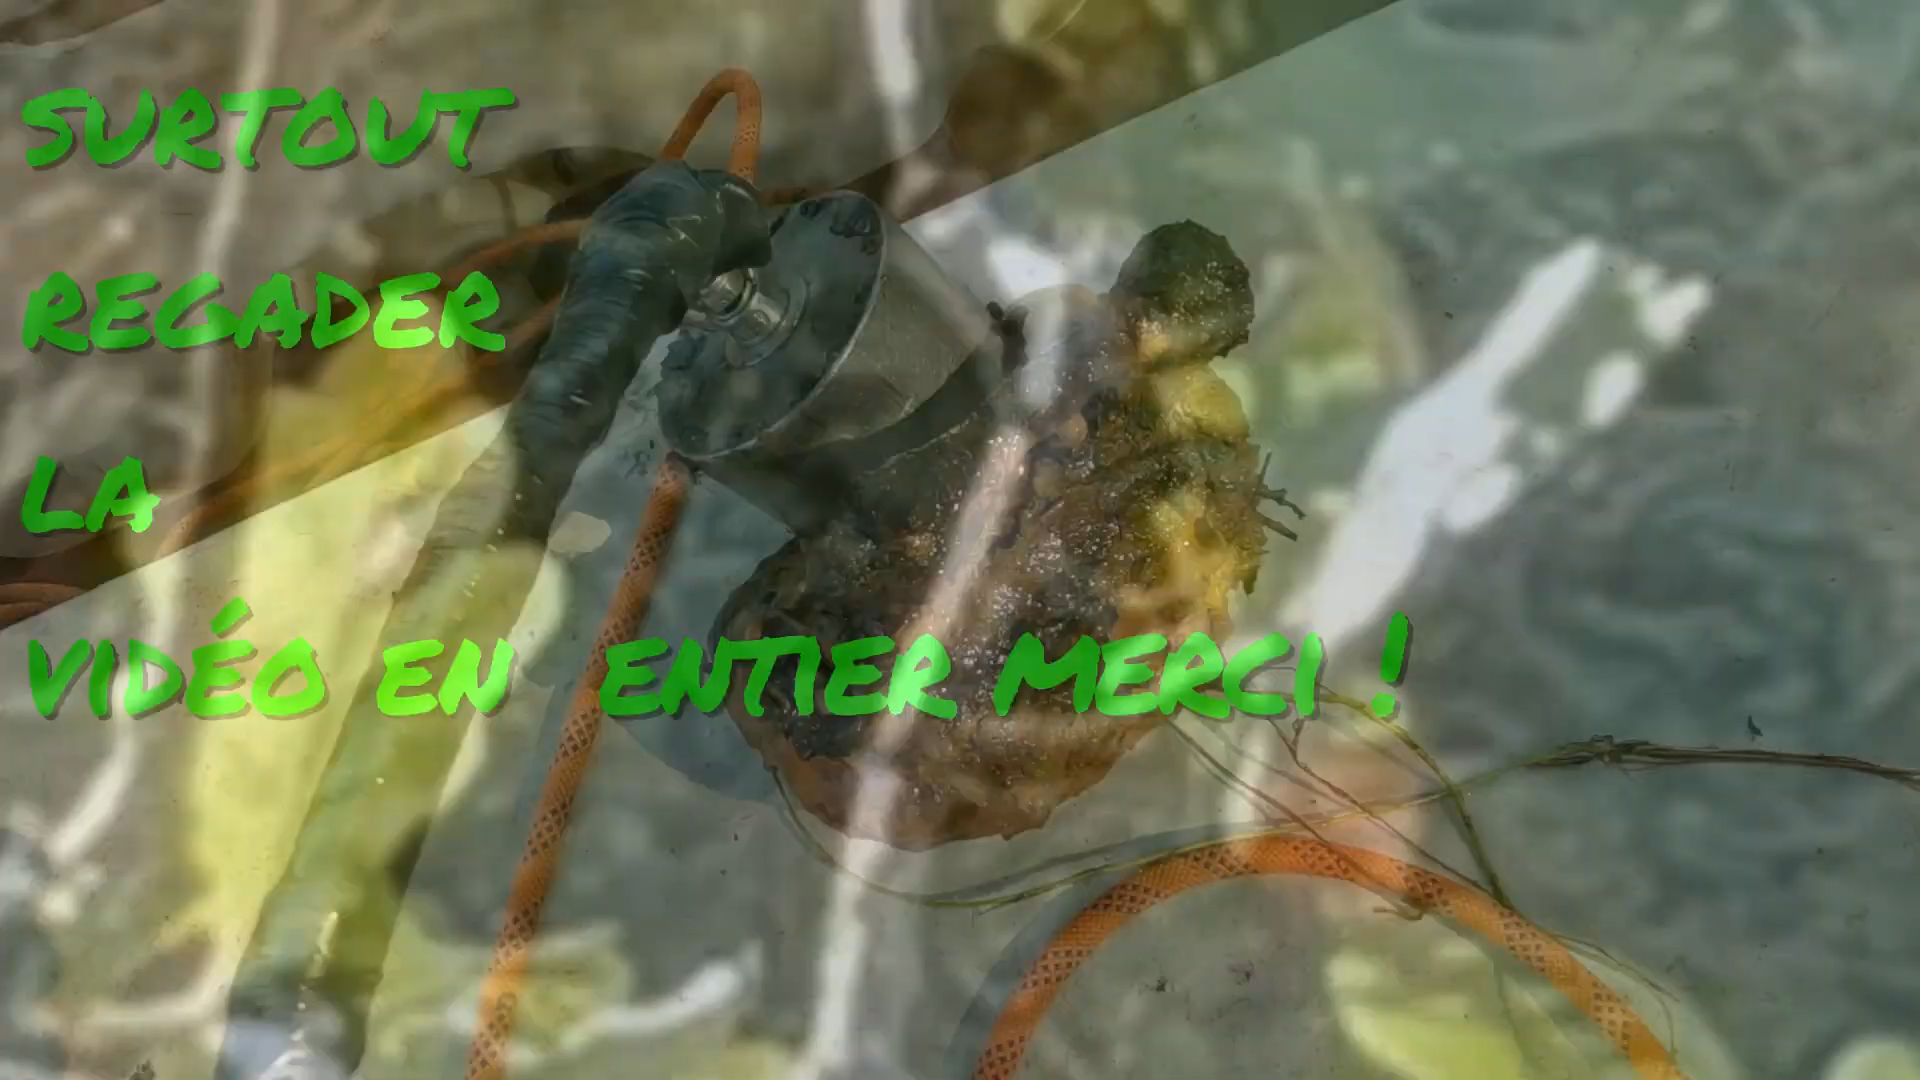 SURTOUT
REGADER
LA
VIDÉO EN ENTIER MERCI !